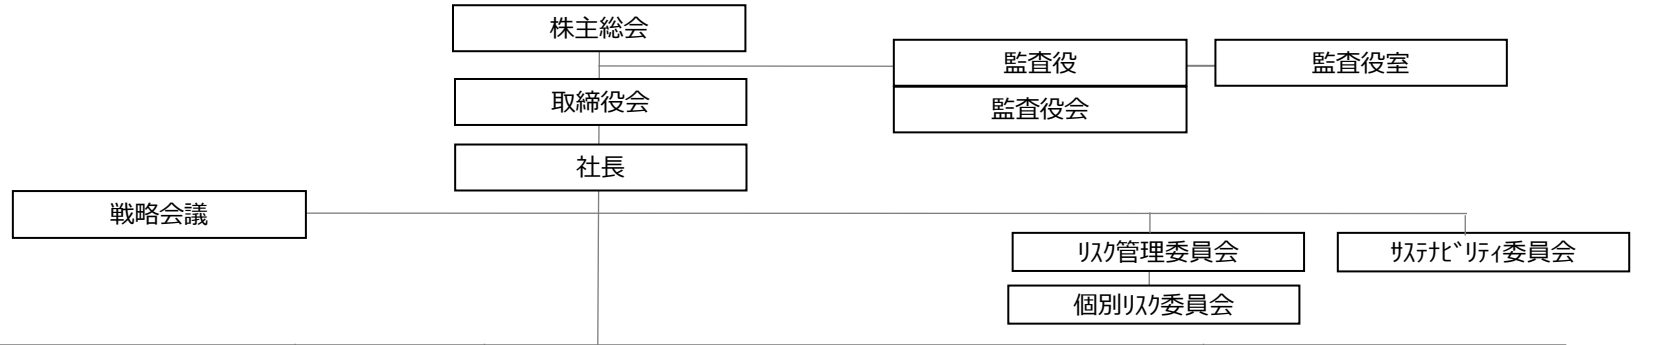 株主総会
監査役
監査役室
取締役会
監査役会
社長
戦略会議
ﾘｽｸ管理委員会
ｻｽﾃﾅﾋﾞﾘﾃｨ委員会
個別ﾘｽｸ委員会